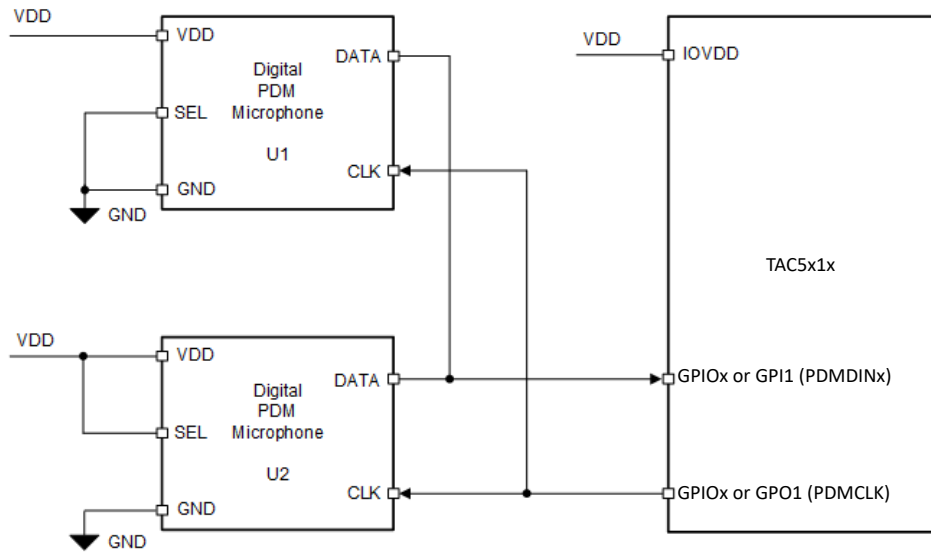 VDD
VDD
DATA
Digital
PDM
Microphone
SEL
U1
CLK
GND
GND
VDD
IOVDD
TAC5x1x
VDD
VDD
DATA
Digital
PDM
Microphone
SEL
U2
CLK
GND
GND
GPIOx or GPI1 (PDMDINx)
GPIOx or GPO1 (PDMCLK)